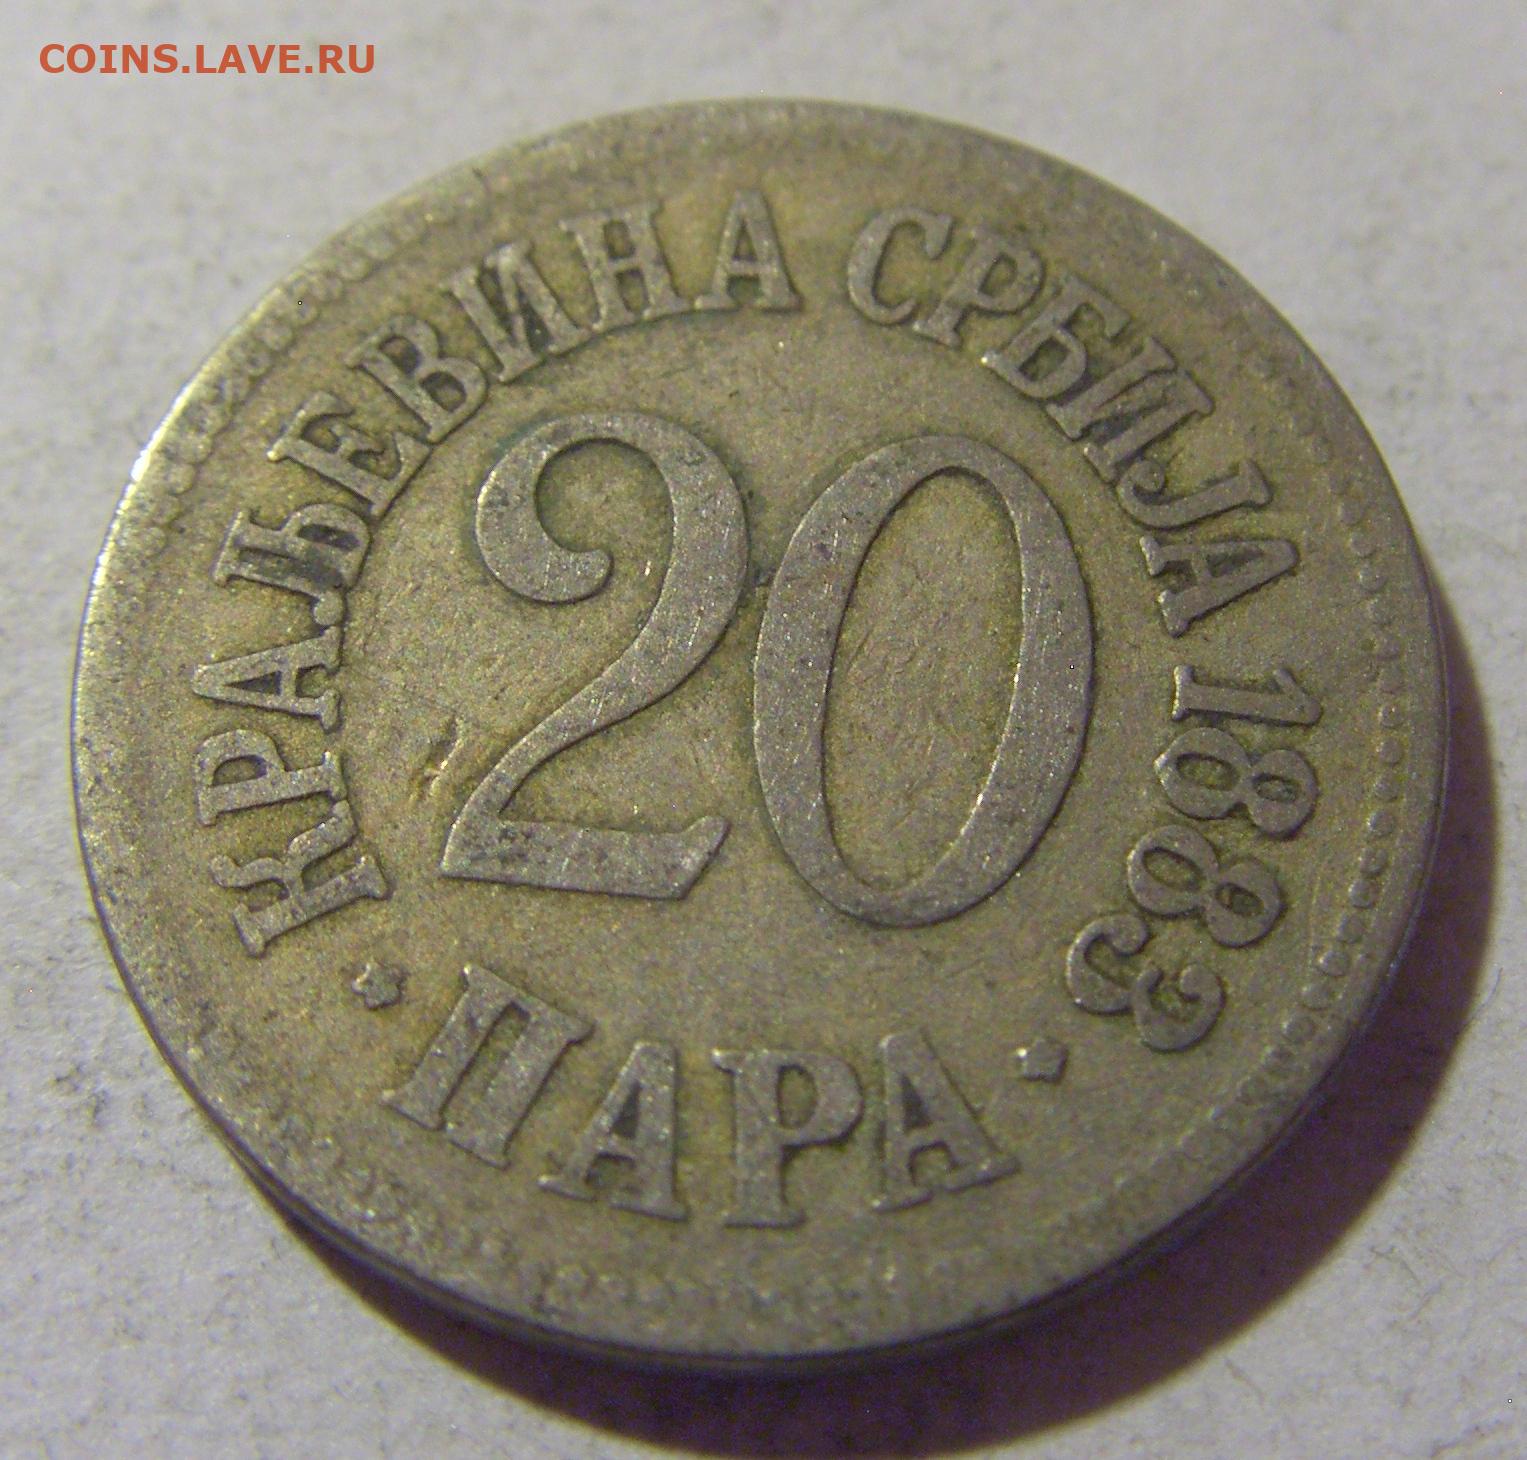 COINS.LAVE.RU
КРАЉЕВИНА СРБИЈА 1883
20
ПАРА